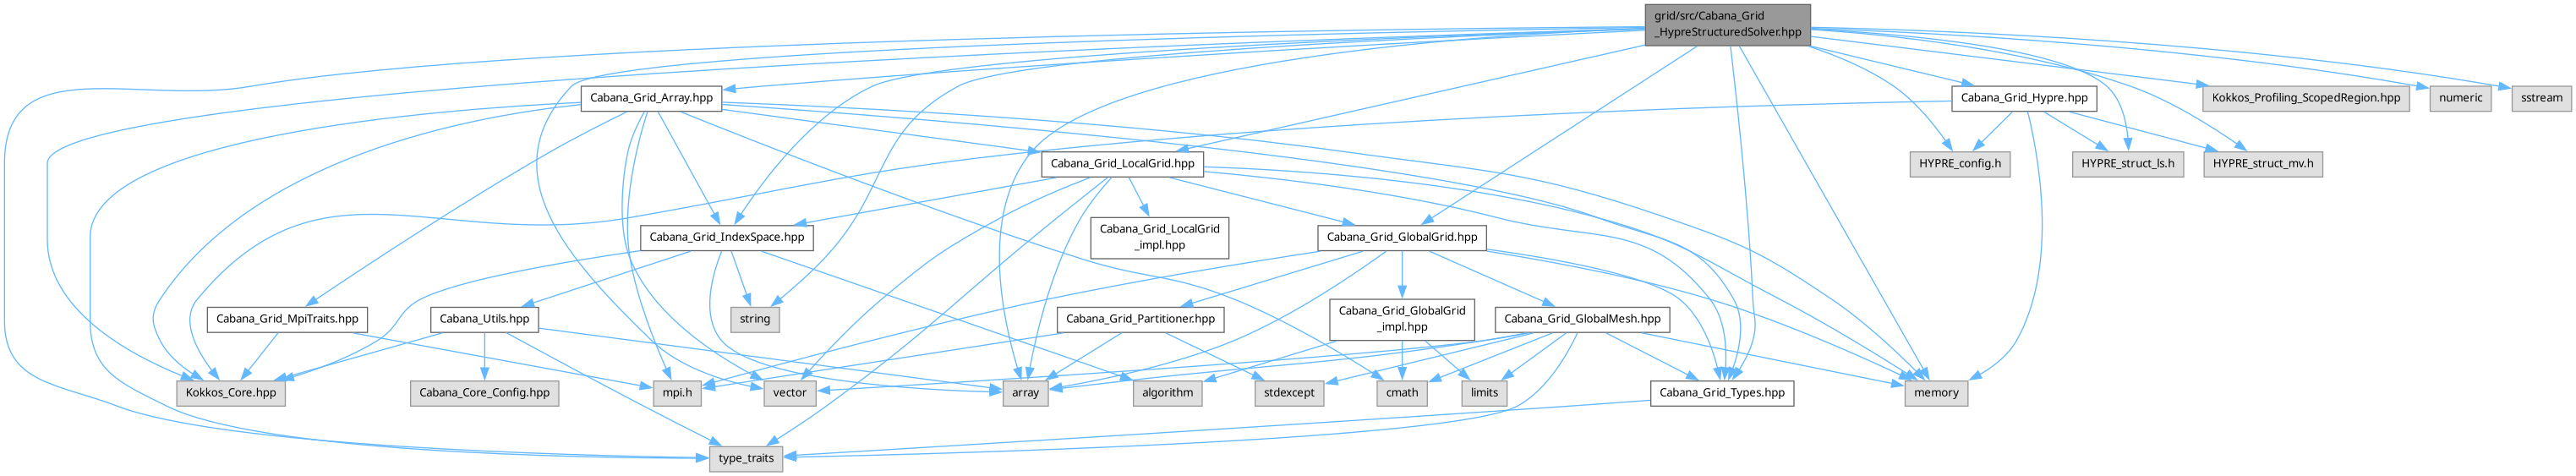 grid/src/Cabana_Grid
_HypreStructuredSolver.hpp
Cabana_Grid_Array.hpp
Cabana_Grid_Hypre.hpp
Kokkos_Profiling_ScopedRegion.hpp
numeric
sstream
Cabana_Grid_LocalGrid.hpp
HYPRE_config.h
HYPRE_struct_ls.h
HYPRE_struct_mv.h
Cabana_Grid_IndexSpace.hpp
Cabana_Grid_LocalGrid
_impl.hpp
Cabana_Grid_GlobalGrid.hpp
Cabana_Grid_MpiTraits.hpp
Cabana_Utils.hpp
string
Cabana_Grid_Partitioner.hpp
Cabana_Grid_GlobalGrid
_impl.hpp
Cabana_Grid_GlobalMesh.hpp
Kokkos_Core.hpp
Cabana_Core_Config.hpp
mpi.h
vector
array
algorithm
stdexcept
cmath
limits
Cabana_Grid_Types.hpp
memory
type_traits